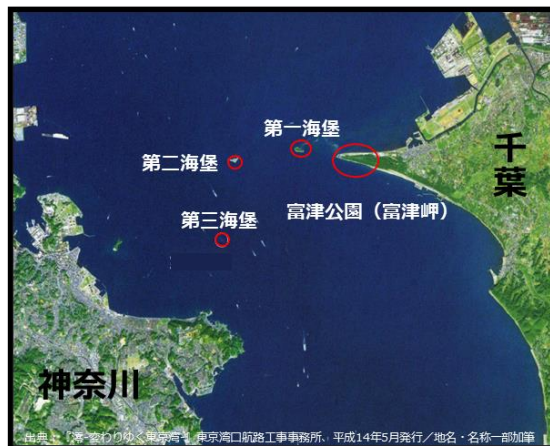 第一海堡
第二海堡
千葉
富津公園（富津岬）
第三海堡
神奈川
出典：『湾-変わりゆく東京湾-』東京湾口航路工事事務所、平成14年5月発行／地名・名称一部加筆